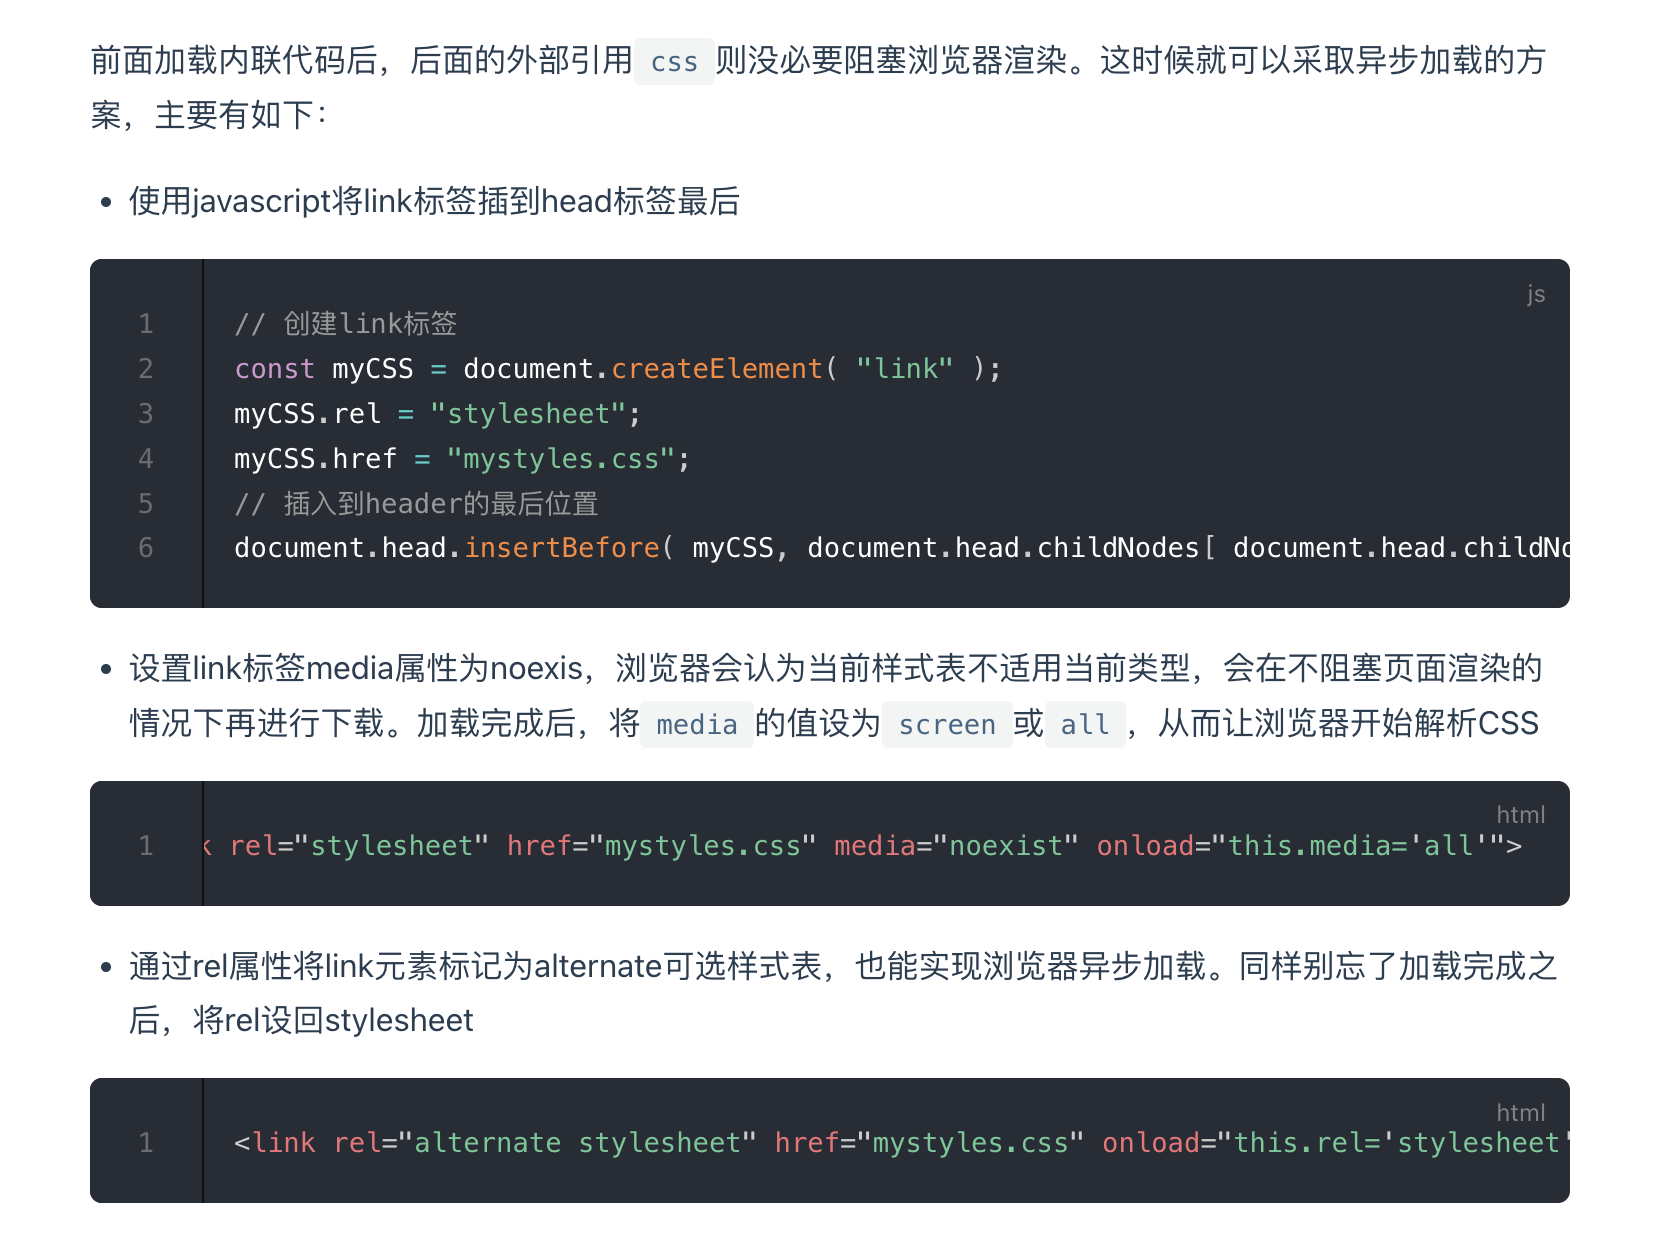 前面加载内联代码后，后面的外部引用 css 则没必要阻塞浏览器渲染。这时候就可以采取异步加载的方
案，主要有如下：
• 使用javascript将link标签插到head标签最后
js
1 // 创建link标签
2 const myCSS = document.createElement( "link" );
3 myCSS.rel = "stylesheet";
4 myCSS.href = "mystyles.css";
5 // 插入到header的最后位置
6 document.head.insertBefore( myCSS, document.head.childNodes[ document.head.childNo
• 设置link标签media属性为noexis，浏览器会认为当前样式表不适用当前类型，会在不阻塞页面渲染的
情况下再进行下载。加载完成后，将 media 的值设为 screen 或 all ，从而让浏览器开始解析CSS
html
1 k rel="stylesheet" href="mystyles.css" media="noexist" onload="this.media='all'">
• 通过rel属性将link元素标记为alternate可选样式表，也能实现浏览器异步加载。同样别忘了加载完成之
后，将rel设回stylesheet
html
1 <link rel="alternate stylesheet" href="mystyles.css" onload="this.rel='stylesheet'